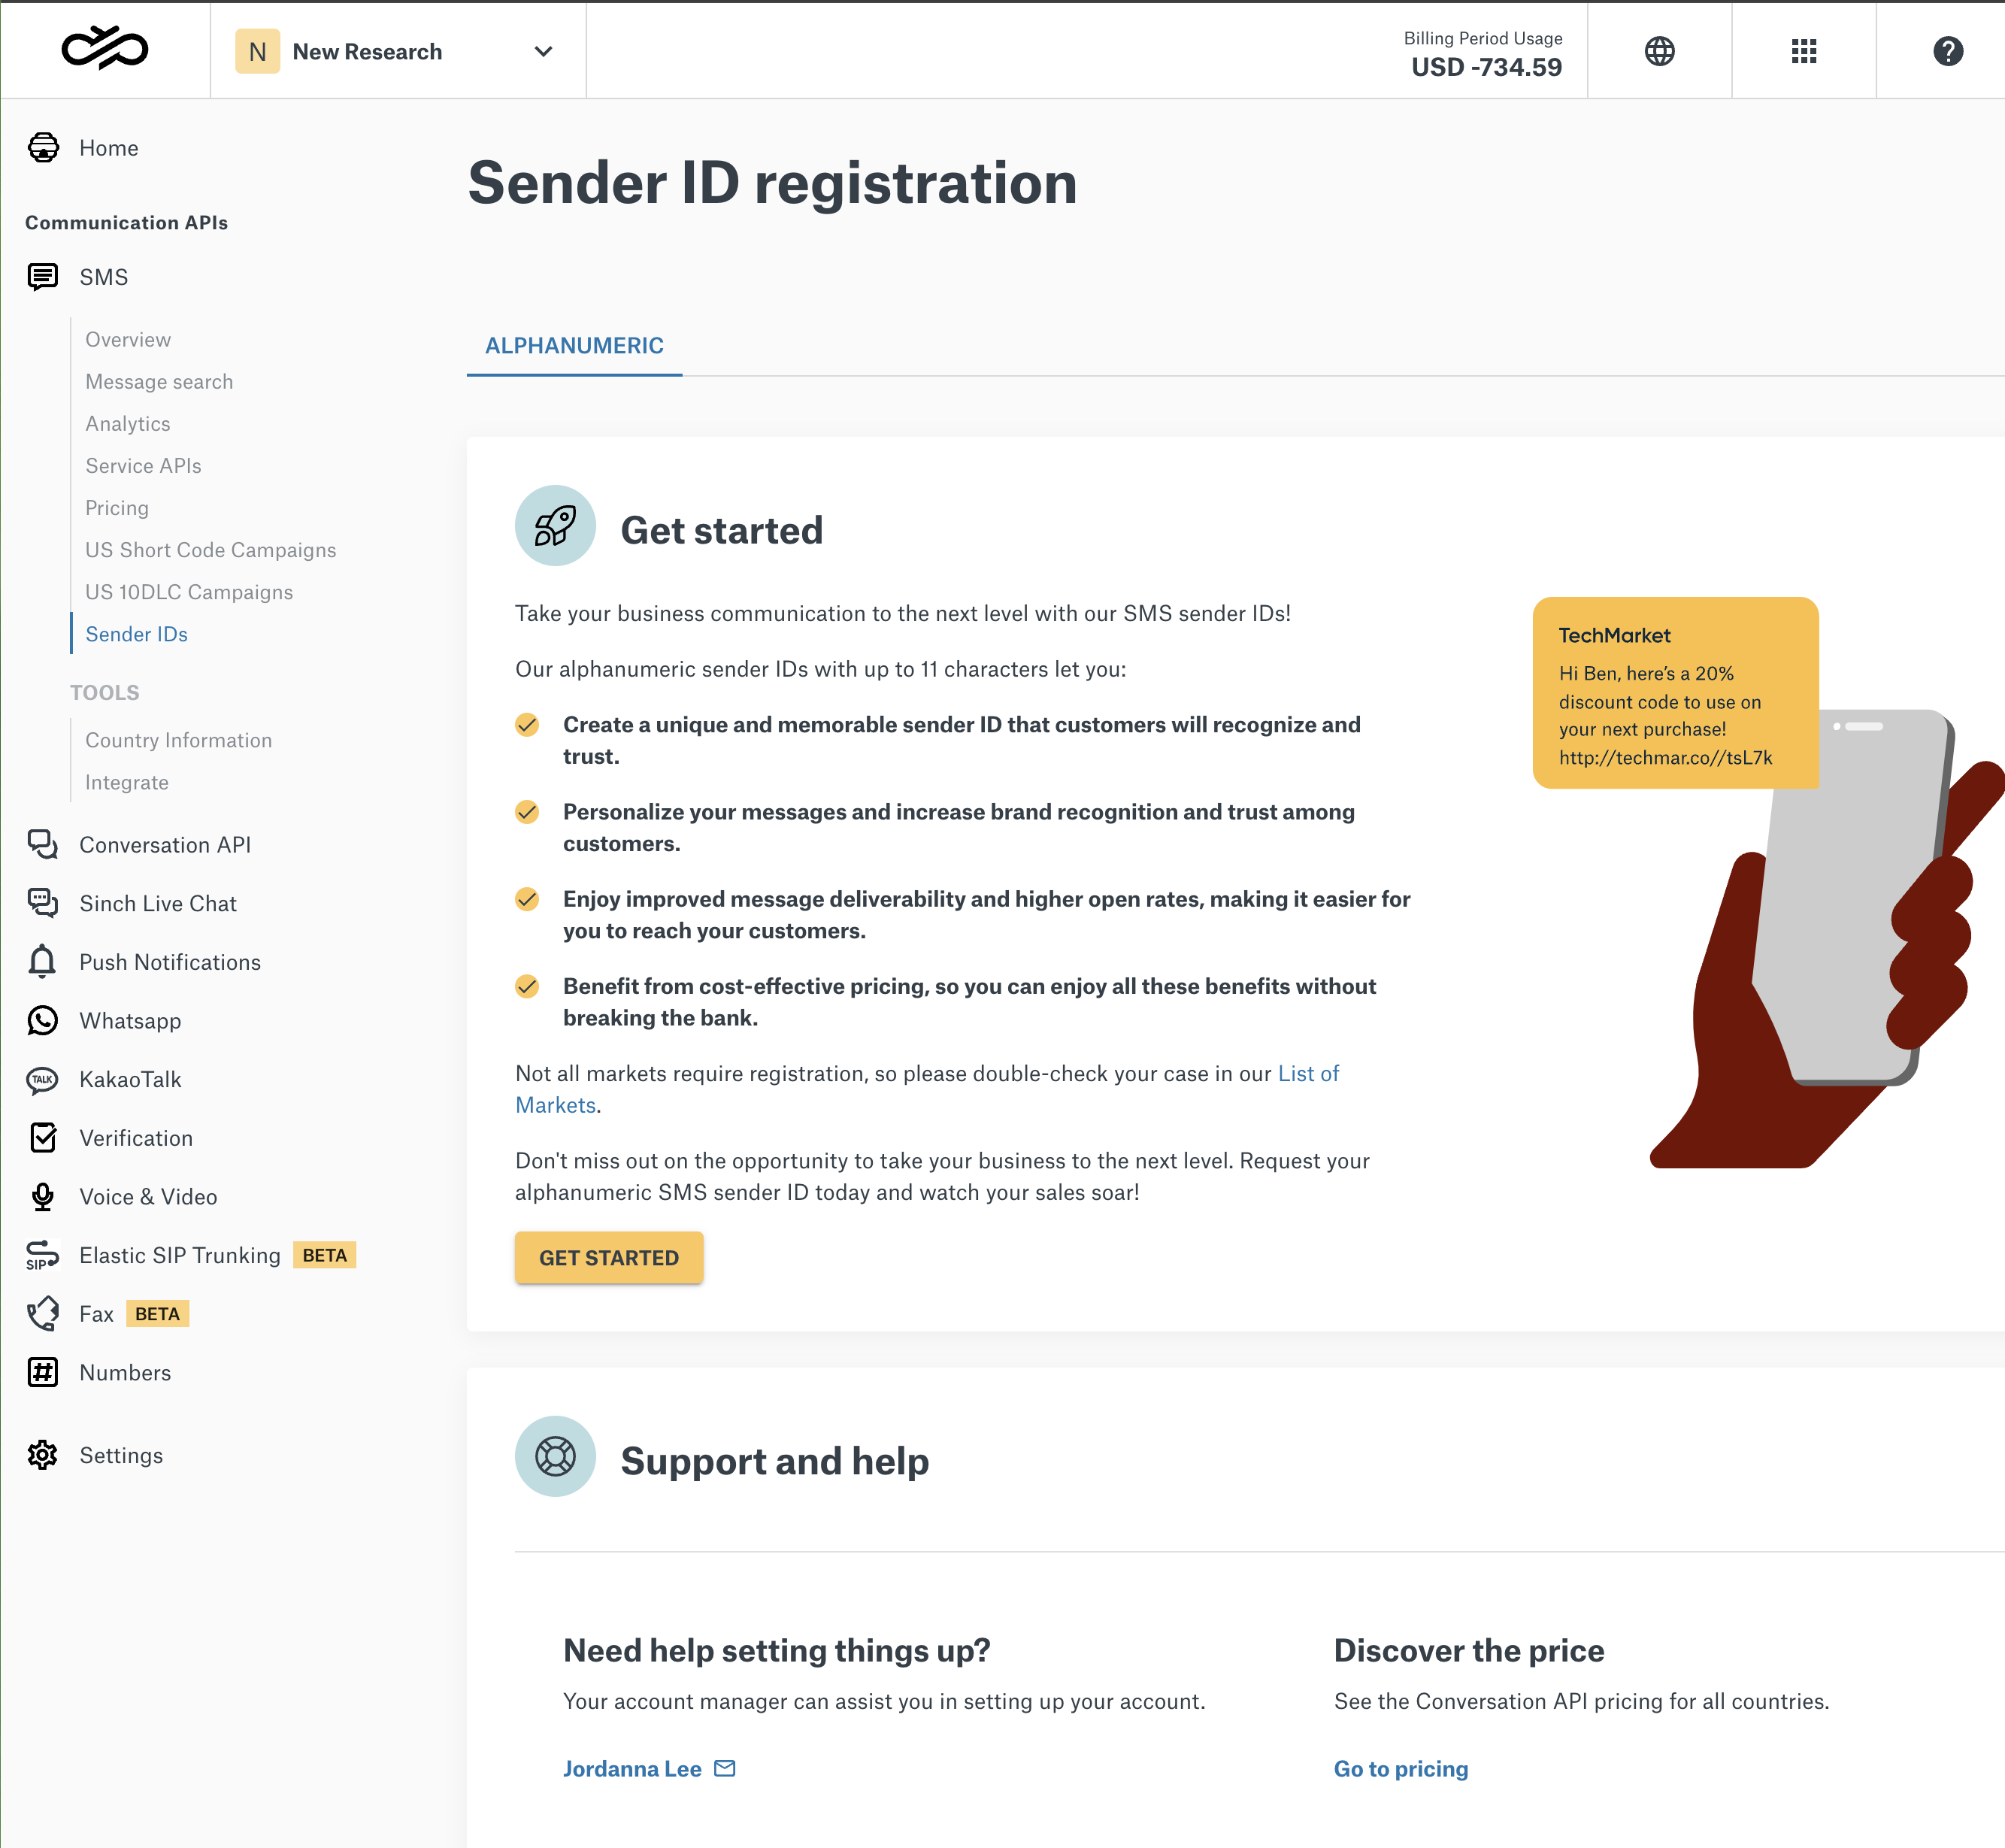 N New Research
Billing Period Usage
USD -734.59
Home
Communication APIs
SMS
Overview
Message search
Analytics
Service APIs
Pricing
US Short Code Campaigns
US 10DLC Campaigns
Sender IDs
TOOLS
Country Information
Integrate
Conversation API
Sinch Live Chat
Push Notifications
Whatsapp
TALK KakaoTalk
Verification
Voice & Video
SIP Elastic SIP Trunking BETA
Fax BETA
Numbers
Settings
Sender ID registration
ALPHANUMERIC
Get started
Take your business communication to the next level with our SMS sender IDs!
Our alphanumeric sender IDs with up to 11 characters let you:
Create a unique and memorable sender ID that customers will recognize and
trust.
Personalize your messages and increase brand recognition and trust among
customers.
Enjoy improved message deliverability and higher open rates, making it easier for
you to reach your customers.
Benefit from cost-effective pricing, so you can enjoy all these benefits without
breaking the bank.
Not all markets require registration, so please double-check your case in our List of
Markets.
Don't miss out on the opportunity to take your business to the next level. Request your
alphanumeric SMS sender ID today and watch your sales soar!
GET STARTED
TechMarket
Hi Ben, here's a 20%
discount code to use on
your next purchase!
http://techmar.co//tsL7k
Support and help
Need help setting things up?
Your account manager can assist you in setting up your account.
Jordanna Lee
Discover the price
See the Conversation API pricing for all countries.
Go to pricing